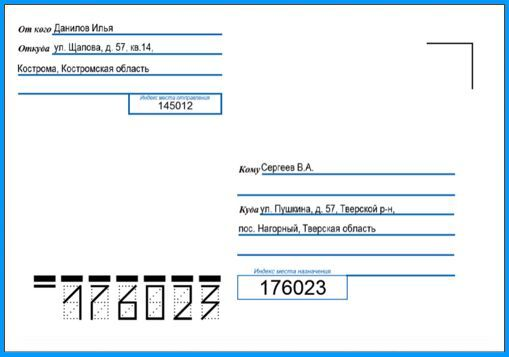 От кого Данилов Илья
Откуда ул. Щапова, д. 57, кв.14,
Кострома, Костромская область
Индекс места отправления
145012
Кому Сергеев В.А.
Куда ул. Пушкина, д. 57, Тверской р-н,
пос. Нагорный, Тверская область
Индекс места назначения
176023
176023